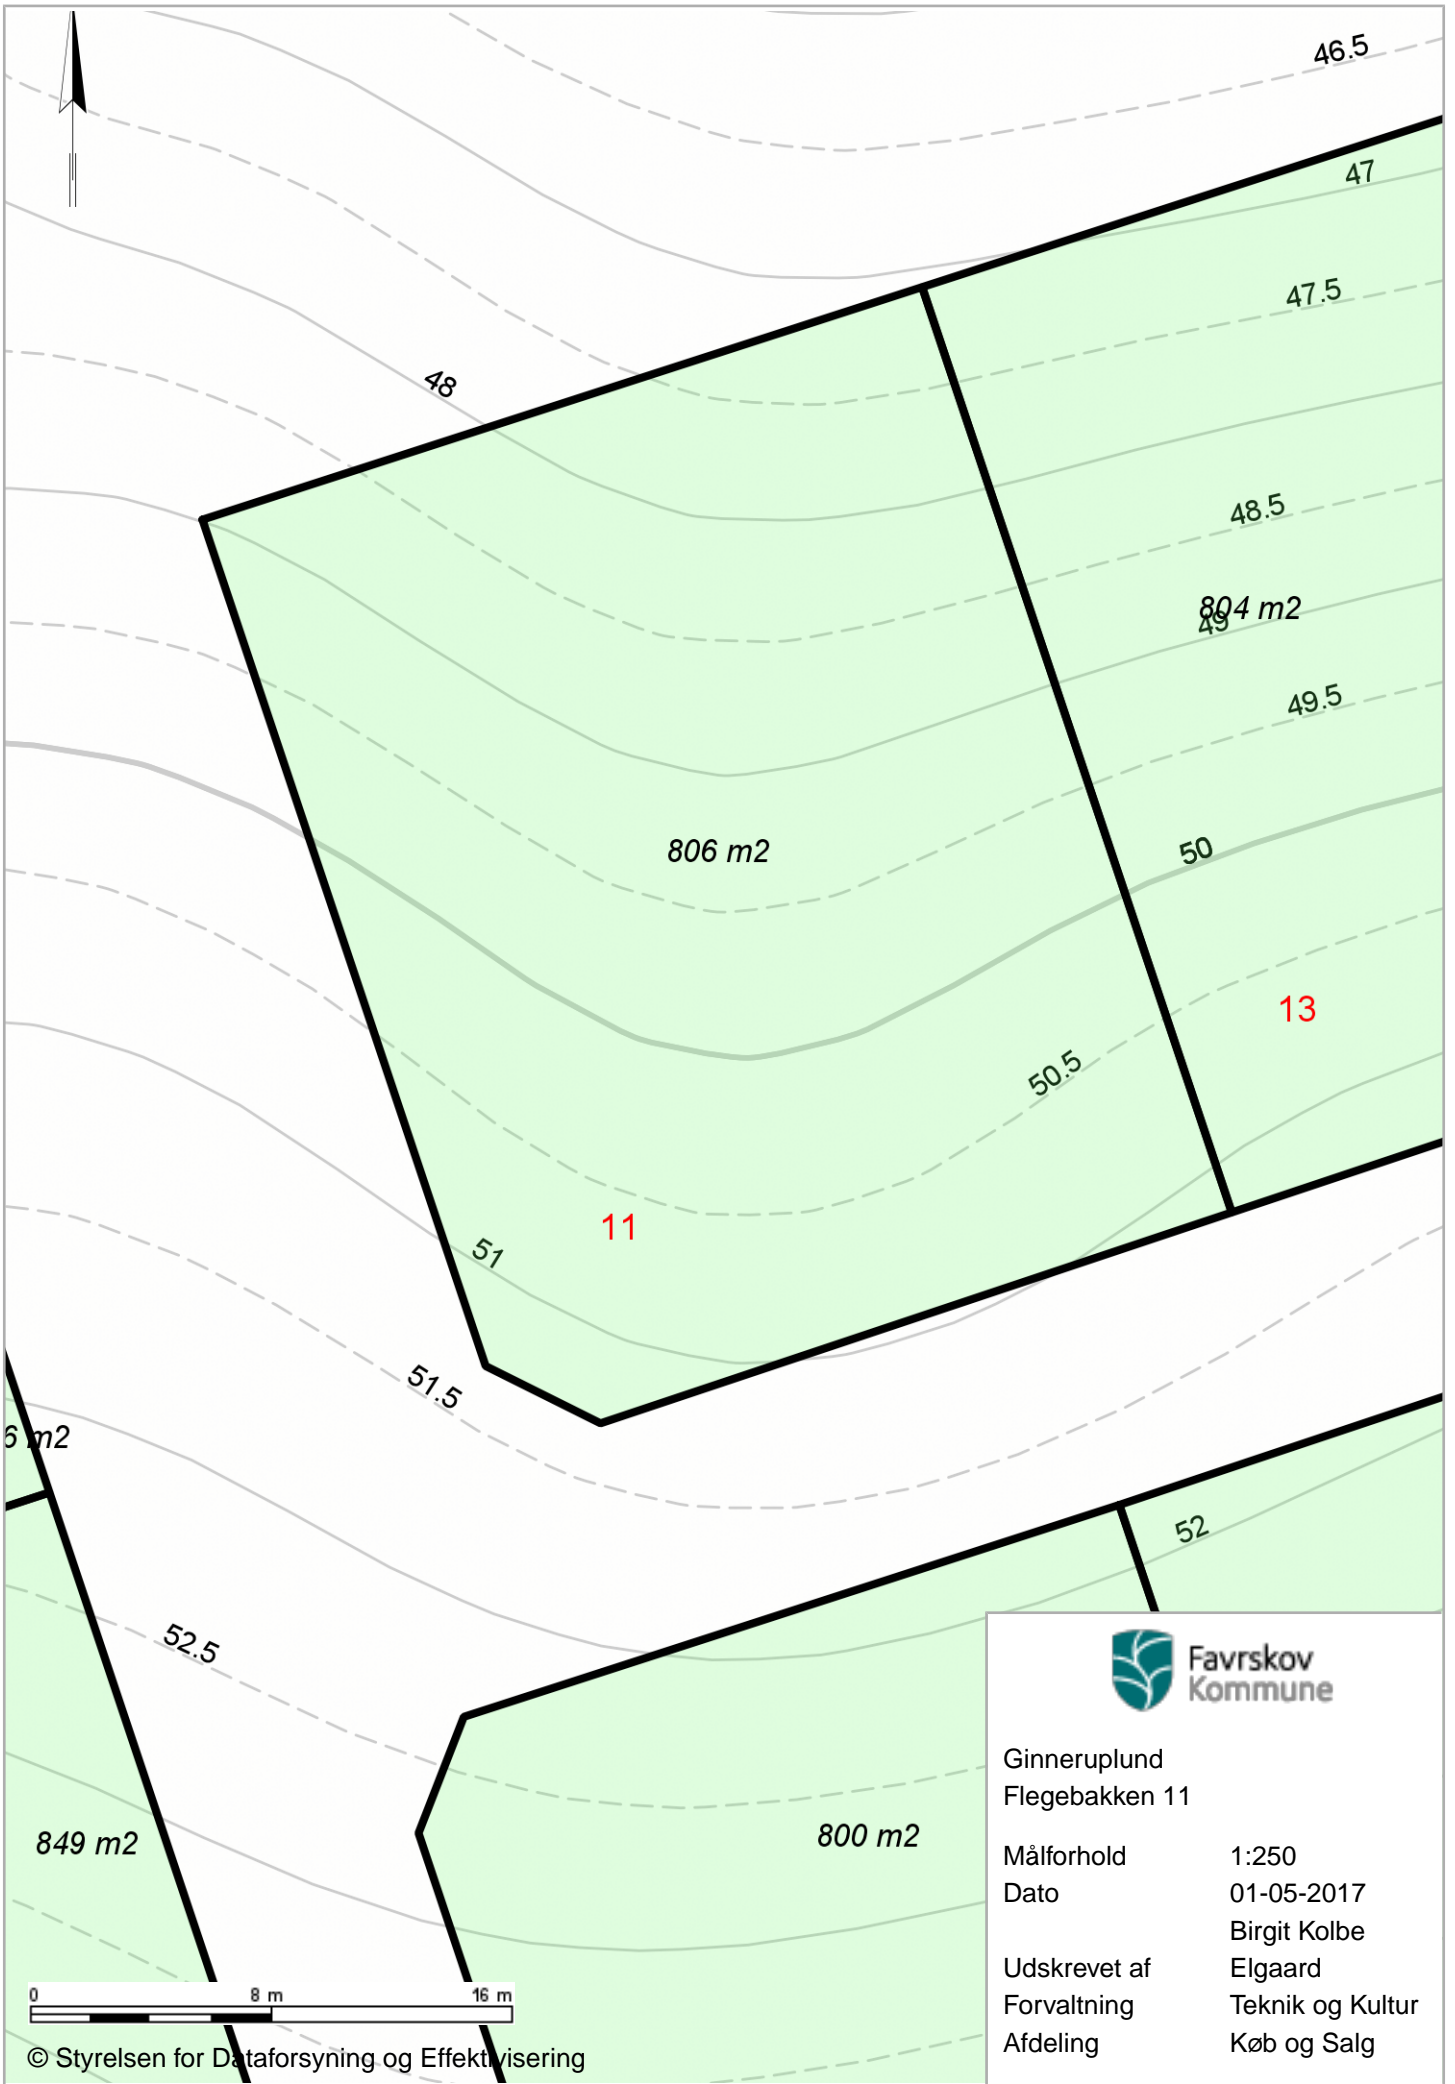 46.5
47
47.5
48
48.5
804 m2
49
49.5
806 m2
50
13
50.5
11
51
51.5
6 m2
52
52.5
Favrskov
Kommune
Ginneruplund
Flegebakken 11
800 m2
849 m2
Målforhold 1:250
Dato 01-05-2017
Birgit Kolbe
Udskrevet af Elgaard
Forvaltning Teknik og Kultur
Afdeling Køb og Salg
0 8 m 16 m
© Styrelsen for Dataforsyning og Effektivisering